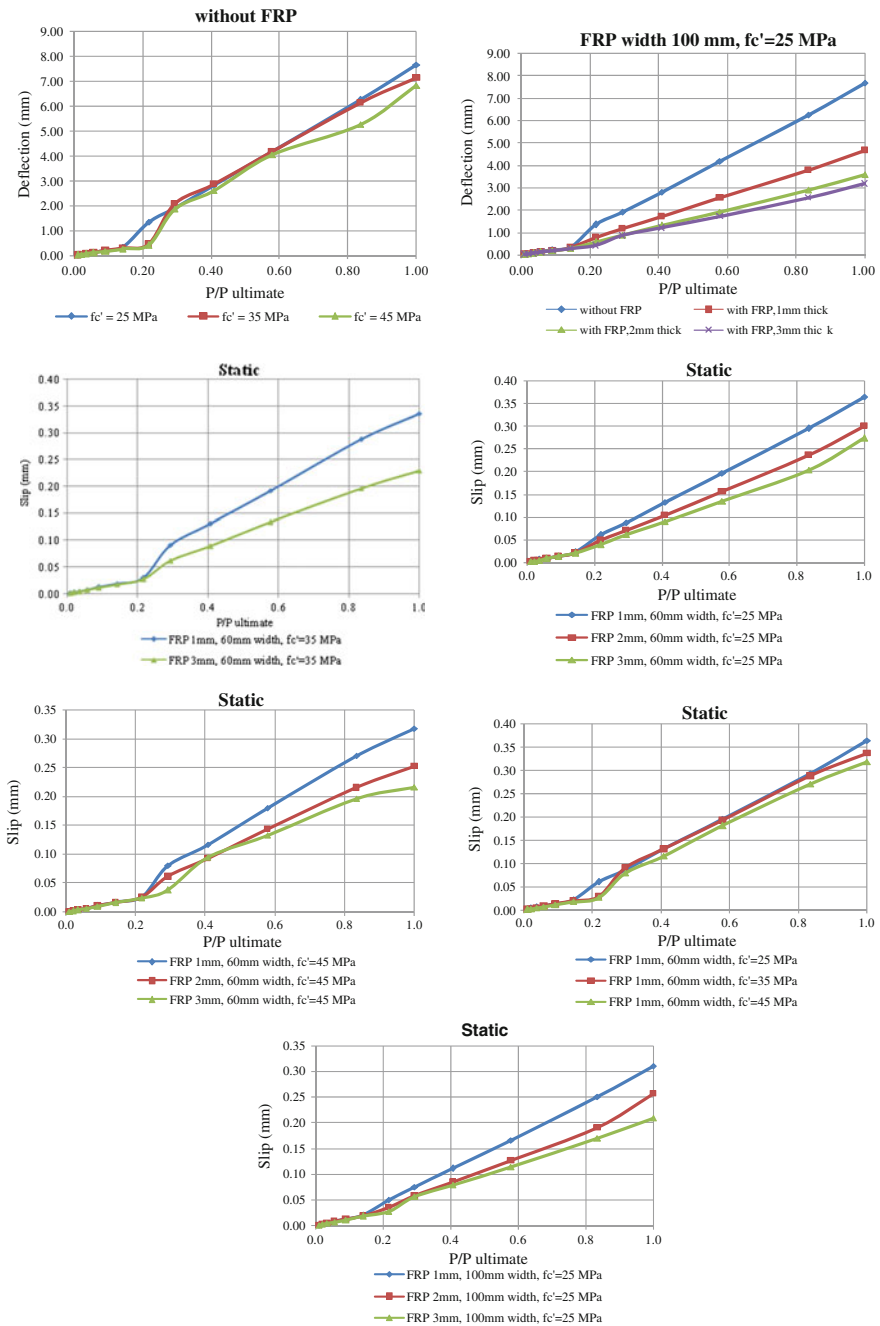 without FRP
9.00
8.00
7.00
6.00
5.00
4.00
3.00
2.00
1.00
0.00
Deflection (mm)
0.00 0.20 0.40 0.60 0.80 1.00
P/P ultimate
fc' = 25 MPa fc' = 35 MPa fc' = 45 MPa
FRP width 100 mm, fc'=25 MPa
9.00
8.00
7.00
6.00
5.00
4.00
3.00
2.00
1.00
0.00
Deflection (mm)
0.00 0.20 0.40 0.60 0.80 1.00
P/P ultimate
without FRP with FRP,1mm thick
with FRP,2mm thick with FRP,3mm thic k
Static
0.40
0.35
0.30
0.25
0.20
0.15
0.10
0.05
0.00
Slip (mm)
0.0 0.2 0.4 0.6 0.8 1.0
P/P ultimate
FRP 1mm, 60mm width, fc'=35 MPa
FRP 3mm, 60mm width, fc'=35 MPa
Static
0.40
0.35
0.30
0.25
0.20
0.15
0.10
0.05
0.00
Slip (mm)
0.0 0.2 0.4 0.6 0.8 1.0
P/P ultimate
FRP 1mm, 60mm width, fc'=25 MPa
FRP 2mm, 60mm width, fc'=25 MPa
FRP 3mm, 60mm width, fc'=25 MPa
Static
0.35
0.30
0.25
0.20
0.15
0.10
0.05
0.00
Slip (mm)
0.0 0.2 0.4 0.6 0.8 1.0
P/P ultimate
FRP 1mm, 60mm width, fc'=45 MPa
FRP 2mm, 60mm width, fc'=45 MPa
FRP 3mm, 60mm width, fc'=45 MPa
Static
0.40
0.35
0.30
0.25
0.20
0.15
0.10
0.05
0.00
Slip (mm)
0.0 0.2 0.4 0.6 0.8 1.0
P/P ultimate
FRP 1mm, 60mm width, fc'=25 MPa
FRP 1mm, 60mm width, fc'=35 MPa
FRP 1mm, 60mm width, fc'=45 MPa
Static
0.35
0.30
0.25
0.20
0.15
0.10
0.05
0.00
Slip (mm)
0.0 0.2 0.4 0.6 0.8 1.0
P/P ultimate
FRP 1mm, 100mm width, fc'=25 MPa
FRP 2mm, 100mm width, fc'=25 MPa
FRP 3mm, 100mm width, fc'=25 MPa